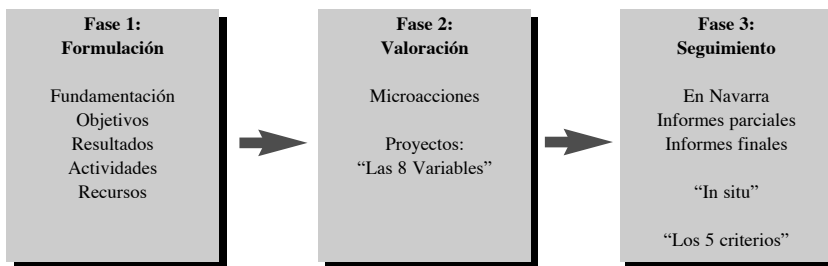 Fase 1:
Formulación
Fundamentación
Objetivos
Resultados
Actividades
Recursos
Fase 2:
Valoración
Microacciones
Proyectos:
“Las 8 Variables”
Fase 3:
Seguimiento
En Navarra
Informes parciales
Informes finales
“In situ”
“Los 5 criterios”